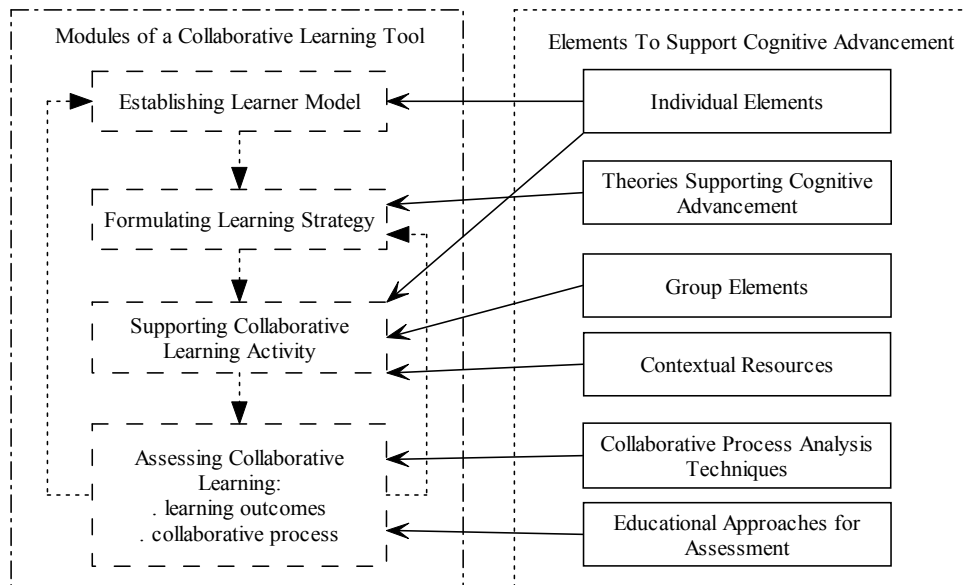 Modules of a Collaborative Learning Tool
Establishing Learner Model
Formulating Learning Strategy
Supporting Collaborative
Learning Activity
Assessing Collaborative
Learning:
. learning outcomes
. collaborative process
Elements To Support Cognitive Advancement
Individual Elements
Theories Supporting Cognitive
Advancement
Group Elements
Contextual Resources
Collaborative Process Analysis
Techniques
Educational Approaches for
Assessment